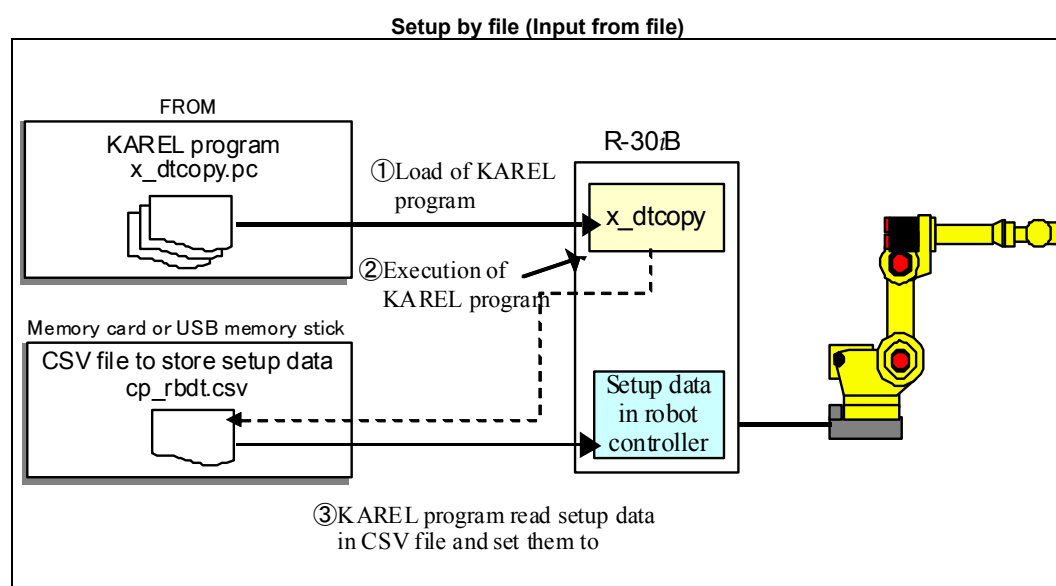 Setup by file (Input from file)
FROM
KAREL program
x_dtcopy.pc
①Load of KAREL
program
R-30iB
x_dtcopy
②Execution of
KAREL program
Memory card or USB memory stick
CSV file to store setup data
cp_rbdt.csv
Setup data
in robot
controller
③KAREL program read setup data
in CSV file and set them to